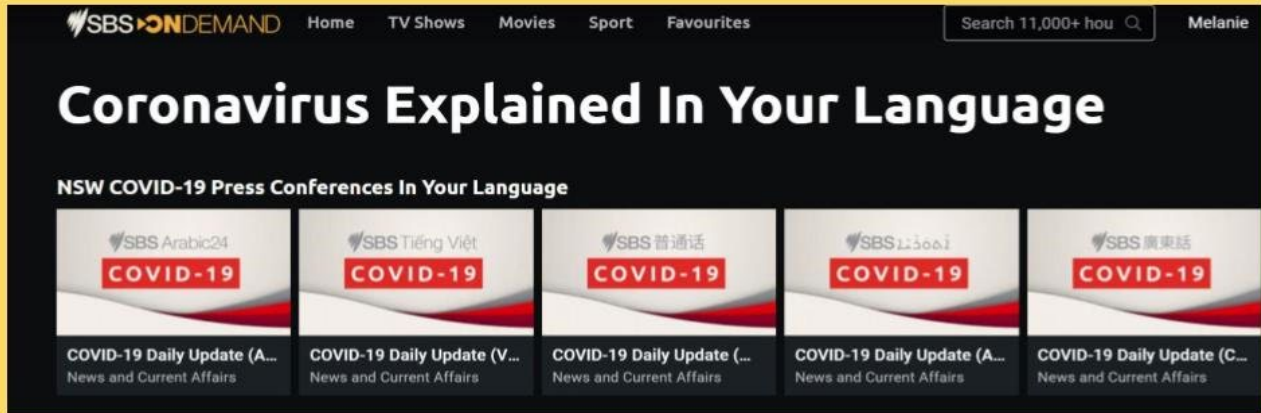 SBS ON DEMAND Home TV Shows Movies Sport Favourites Search 11,000+ hou Melanie
Coronavirus Explained In Your Language
NSW COVID-19 Press Conferences In Your Language
SBS Arabic24 SBS Tiếng Việt SBS 普通话 SBS SBS 廣東話
COVID-19 COVID-19 COVID-19 COVID-19 COVID-19
COVID-19 Daily Update (A... COVID-19 Daily Update (V... COVID-19 Daily Update (... COVID-19 Daily Update (A... COVID-19 Daily Update (C...
News and Current Affairs News and Current Affairs News and Current Affairs News and Current Affairs News and Current Affairs